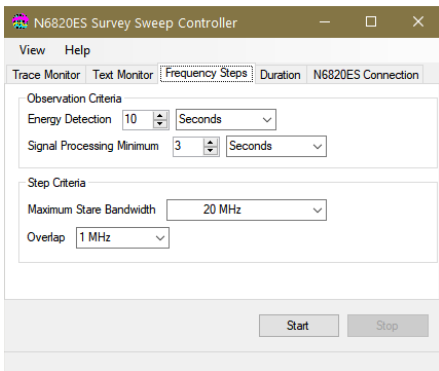 N6820ES Survey Sweep Controller
View Help
Trace Monitor Text Monitor Frequency Steps Duration N6820ES Connection
Observation Criteria
Energy Detection 10 Seconds
Signal Processing Minimum 3 Seconds
Step Criteria
Maximum Stare Bandwidth 20 MHz
Overlap 1 MHz
Start Stop